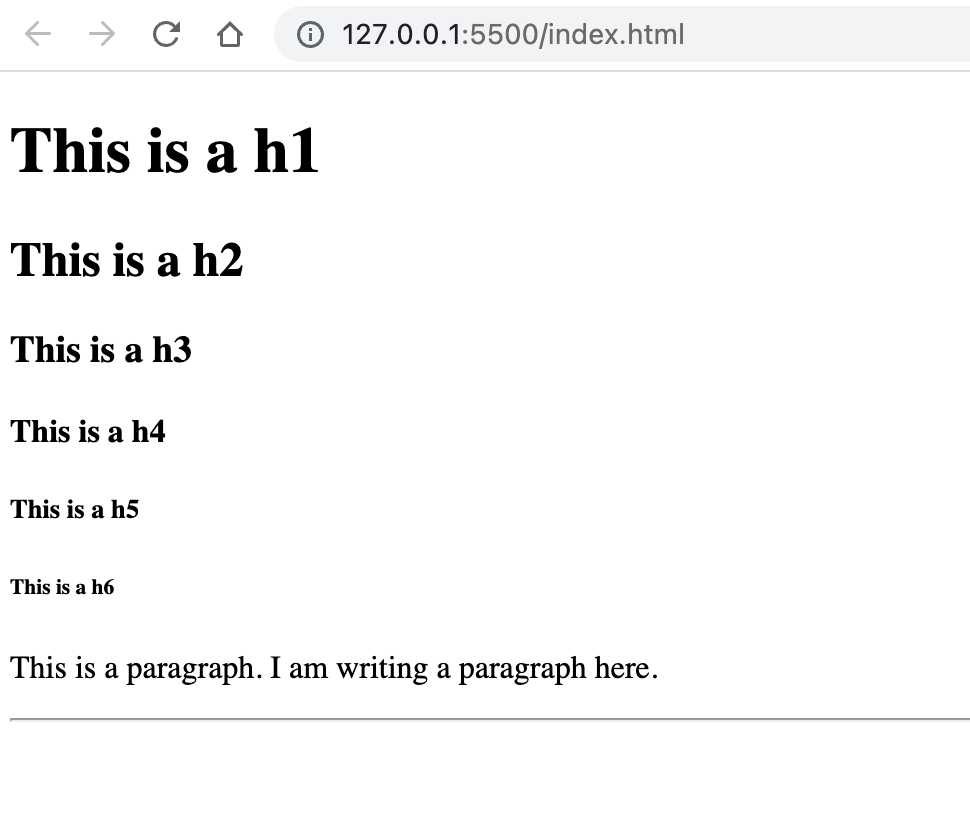 127.0.0.1:5500/index.html
This is a h1
This is a h2
This is a h3
This is a h4
This is a h5
This is a h6
This is a paragraph. I am writing a paragraph here.